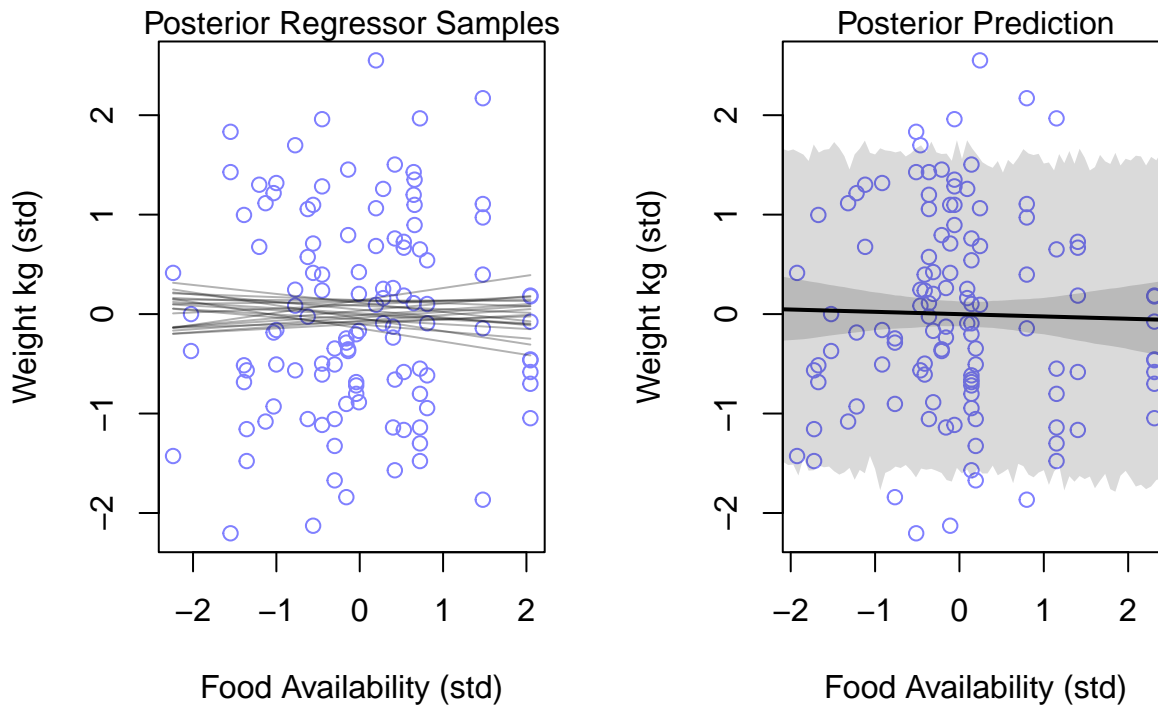 Posterior Regressor Samples
Weight kg (std)
2
1
0
−1
−2
−2 −1 0 1 2
Food Availability (std)
Posterior Prediction
Weight kg (std)
2
1
0
−1
−2
−2 −1 0 1 2
Food Availability (std)